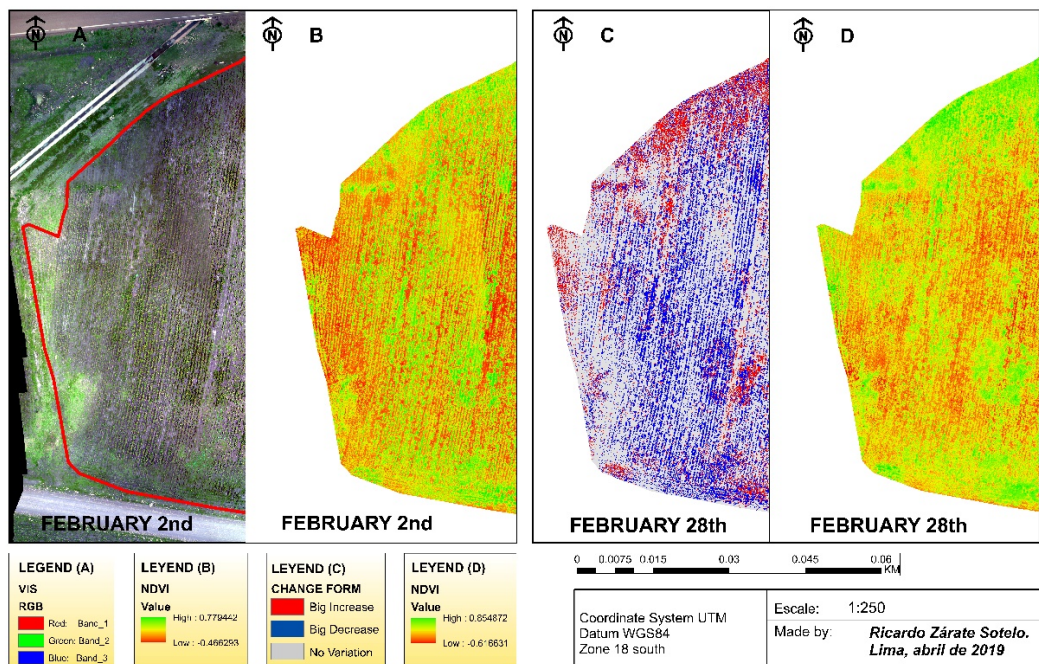 N A
N B
N C
N D
FEBRUARY 2nd
FEBRUARY 2nd
FEBRUARY 28th
FEBRUARY 28th
LEGEND (A)
VIS
RGB
Red: Banc_1
Green: Band_2
Blue: Band_3
LEYEND (B)
NDVI
Value
High : 0.779442
Low : -0.466293
LEYEND (C)
CHANGE FORM
Big Increase
Big Decrease
No Variation
LEYEND (D)
NDVI
Value
High : 0.854872
Low : -0.616631
0 0.0075 0.015 0.03 0.045 0.06
KM
Coordinate System UTM
Datum WGS84
Zone 18 south
Escale: 1:250
Made by: Ricardo Zárate Sotelo.
Lima, abril de 2019